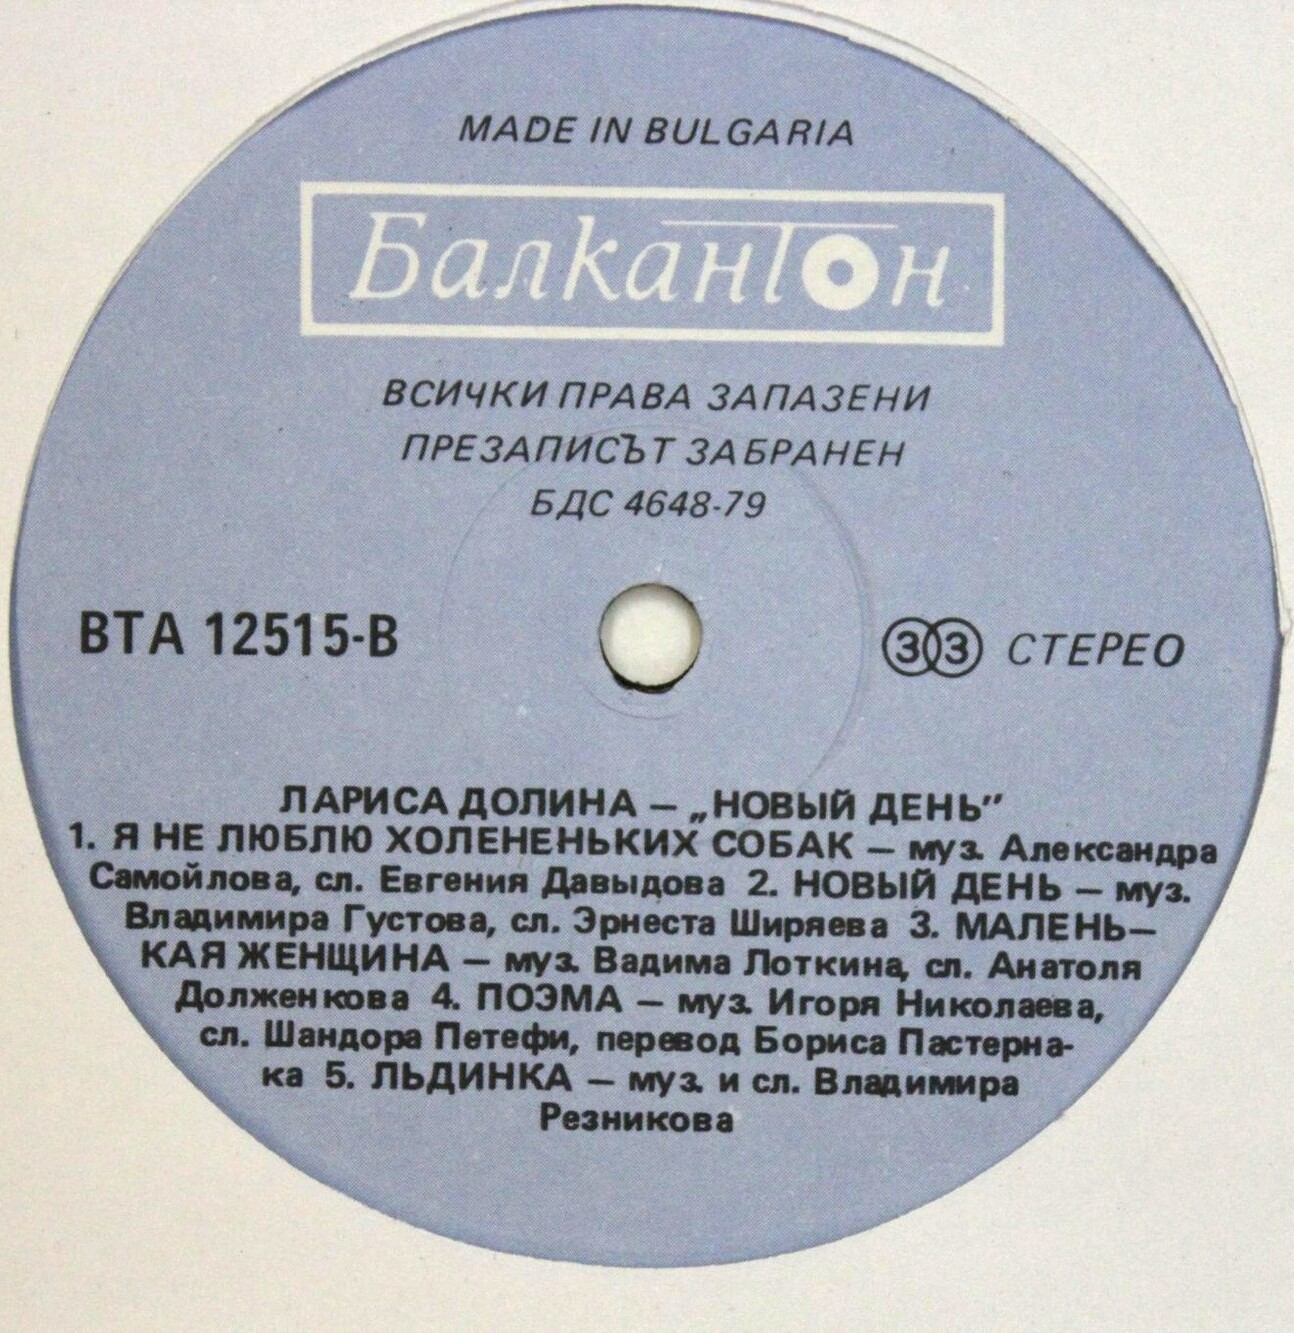 MADE IN BULGARIA
Балкантон
ВСИЧКИ ПРАВА ЗАПАЗЕНИ
ПРЕЗАПИСЪТ ЗАБРАНЕН
БДС 4648-79
ВТА 12515-В
33 СТЕРЕО
ЛАРИСА ДОЛИНА — „НОВЫЙ ДЕНЬ”
1. Я НЕ ЛЮБЛЮ ХОЛЕНЕНЬКИХ СОБАК — муз. Александра
Самойлова, сл. Евгения Давыдова 2. НОВЫЙ ДЕНЬ — муз.
Владимира Густова, сл. Эрнеста Ширяева 3. МАЛЕНЬ—
КАЯ ЖЕНЩИНА — муз. Вадима Лоткина, сл. Анатоля
Долженкова 4. ПОЭМА — муз. Игоря Николаева,
сл. Шандора Петефи, перевод Бориса Пастерна-
ка 5. ЛЬДИНКА — муз. и сл. Владимира
Резникова